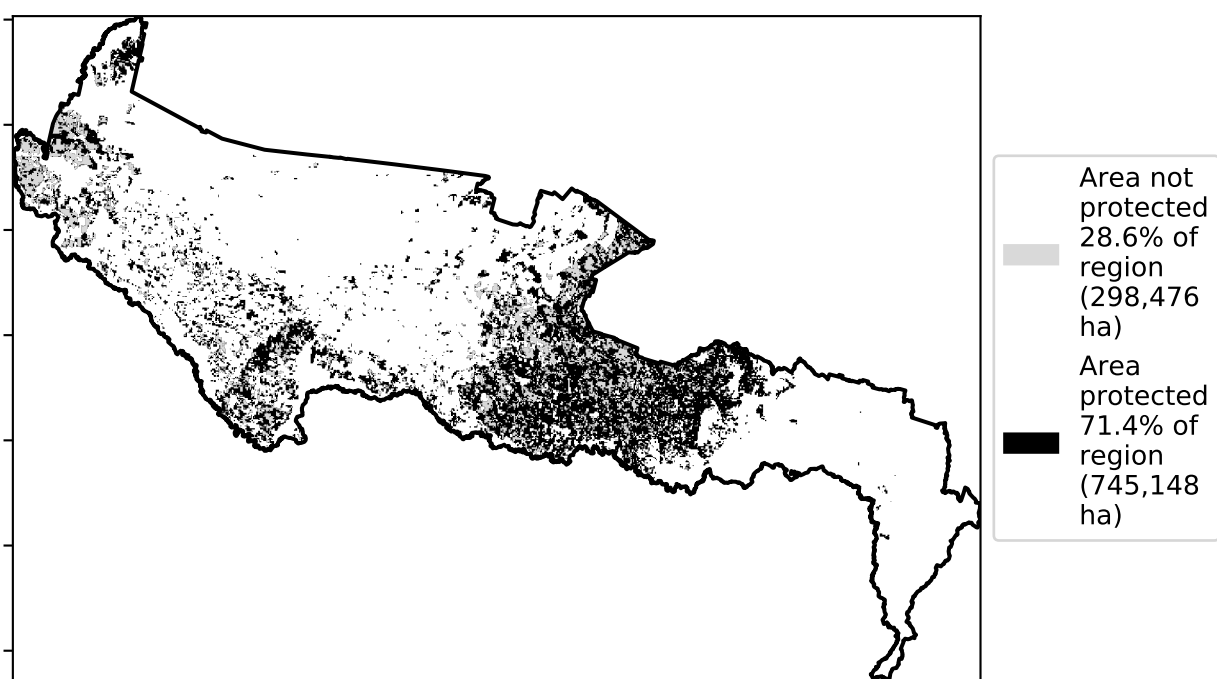 Area not
protected
28.6% of
region
(298,476
ha)
Area
protected
71.4% of
region
(745,148
ha)